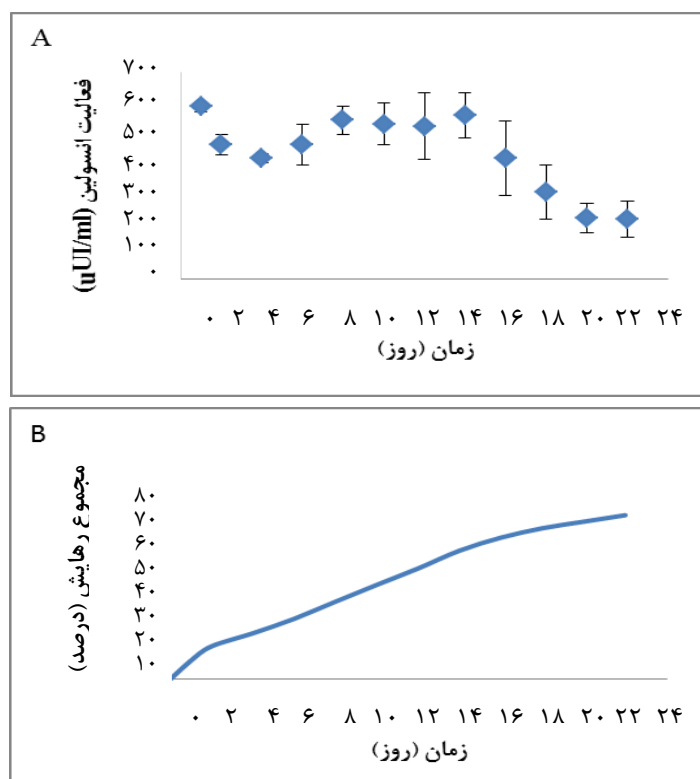 A
فعالیت انسولین (uUI/ml)
۷۰۰
۶۰۰
۵۰۰
۴۰۰
۳۰۰
۲۰۰
۱۰۰
۰
۰ ۲ ۴ ۶ ۸ ۱۰ ۱۲ ۱۴ ۱۶ ۱۸ ۲۰ ۲۲ ۲۴
زمان (روز)
B
مجموع رهایش (درصد)
۸۰
۷۰
۶۰
۵۰
۴۰
۳۰
۲۰
۱۰
۰ ۲ ۴ ۶ ۸ ۱۰ ۱۲ ۱۴ ۱۶ ۱۸ ۲۰ ۲۲ ۲۴
زمان (روز)